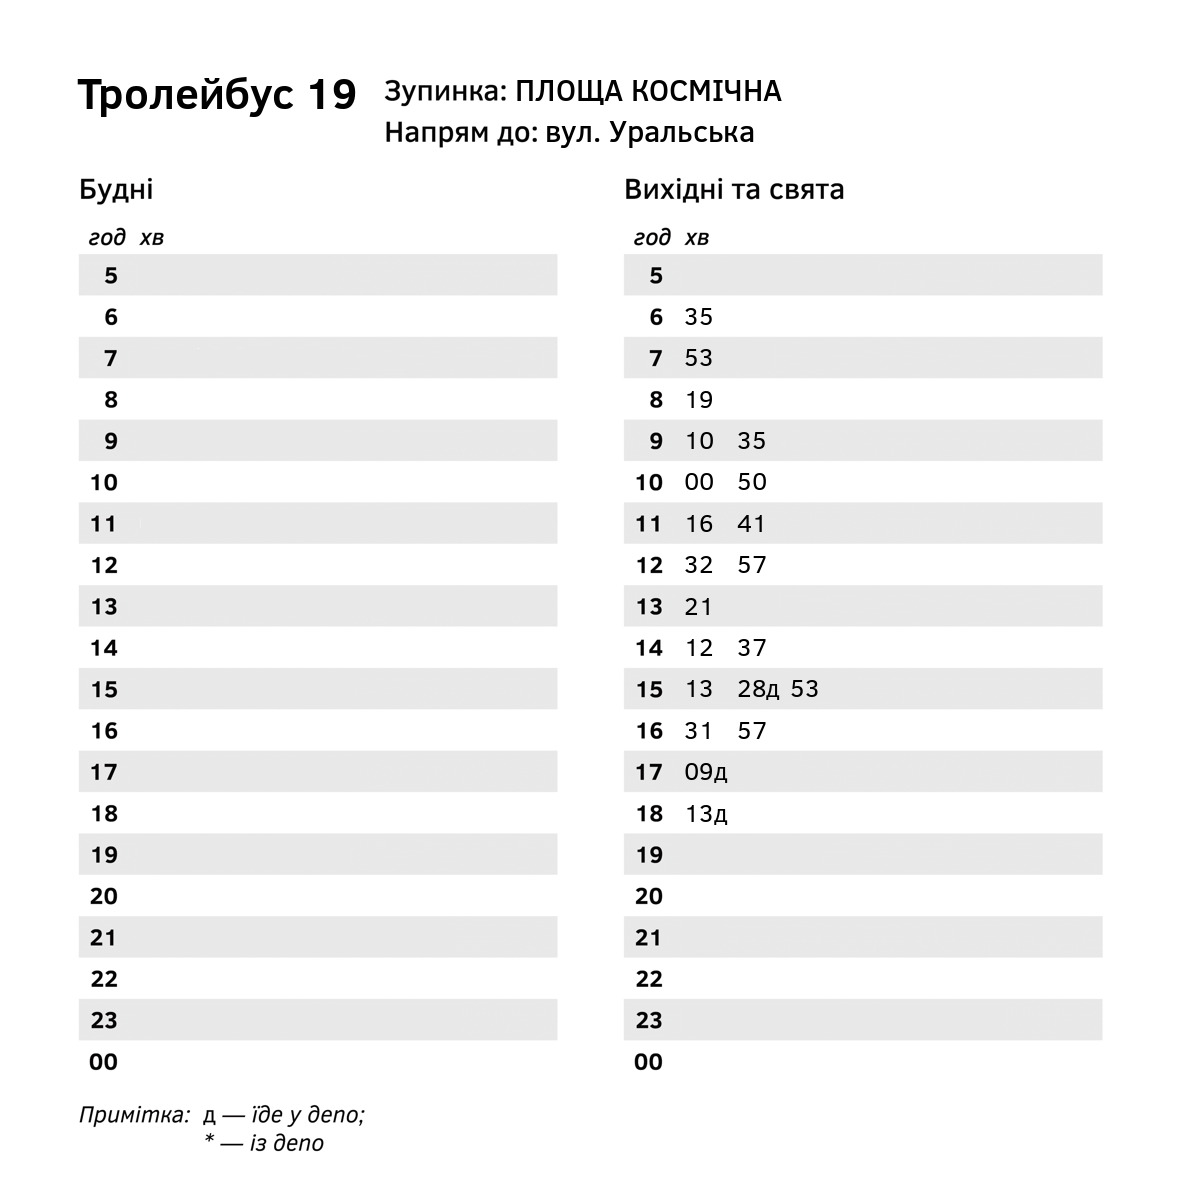 Тролейбус 19
Зупинка: ПЛОЩА КОСМІЧНА
Напрям до: вул. Уральська
Будні
год хв
5
6
7
8
9
10
11
12
13
14
15
16
17
18
19
20
21
22
23
00
Вихідні та свята
год хв
5
6 35
7 53
8 19
9 10 35
10 00 50
11 16 41
12 32 57
13 21
14 12 37
15 13 28д 53
16 31 57
17 09д
18 13д
19
20
21
22
23
00
Примітка: д — їде у депо;
* — із депо